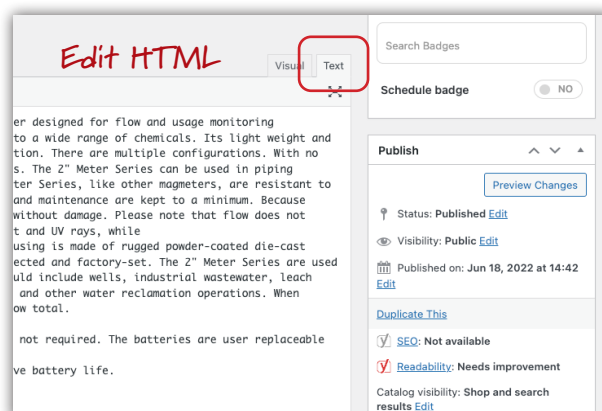 Edit HTML
Visual
Text
er designed for flow and usage monitoring
to a wide range of chemicals. Its light weight and
tion. There are multiple configurations. With no
s. The 2" Meter Series can be used in piping
ter Series, like other magmeters, are resistant to
and maintenance are kept to a minimum. Because
without damage. Please note that flow does not
t and UV rays, while
using is made of rugged powder-coated die-cast
ected and factory-set. The 2" Meter Series are used
uld include wells, industrial wastewater, leach
and other water reclamation operations. When
ow total.
not required. The batteries are user replaceable
ve battery life.
Search Badges
Schedule badge
NO
Publish
Preview Changes
Status: Published Edit
Visibility: Public Edit
Published on: Jun 18, 2022 at 14:42
Edit
Duplicate This
SEO: Not available
Readability: Needs improvement
Catalog visibility: Shop and search
results Edit